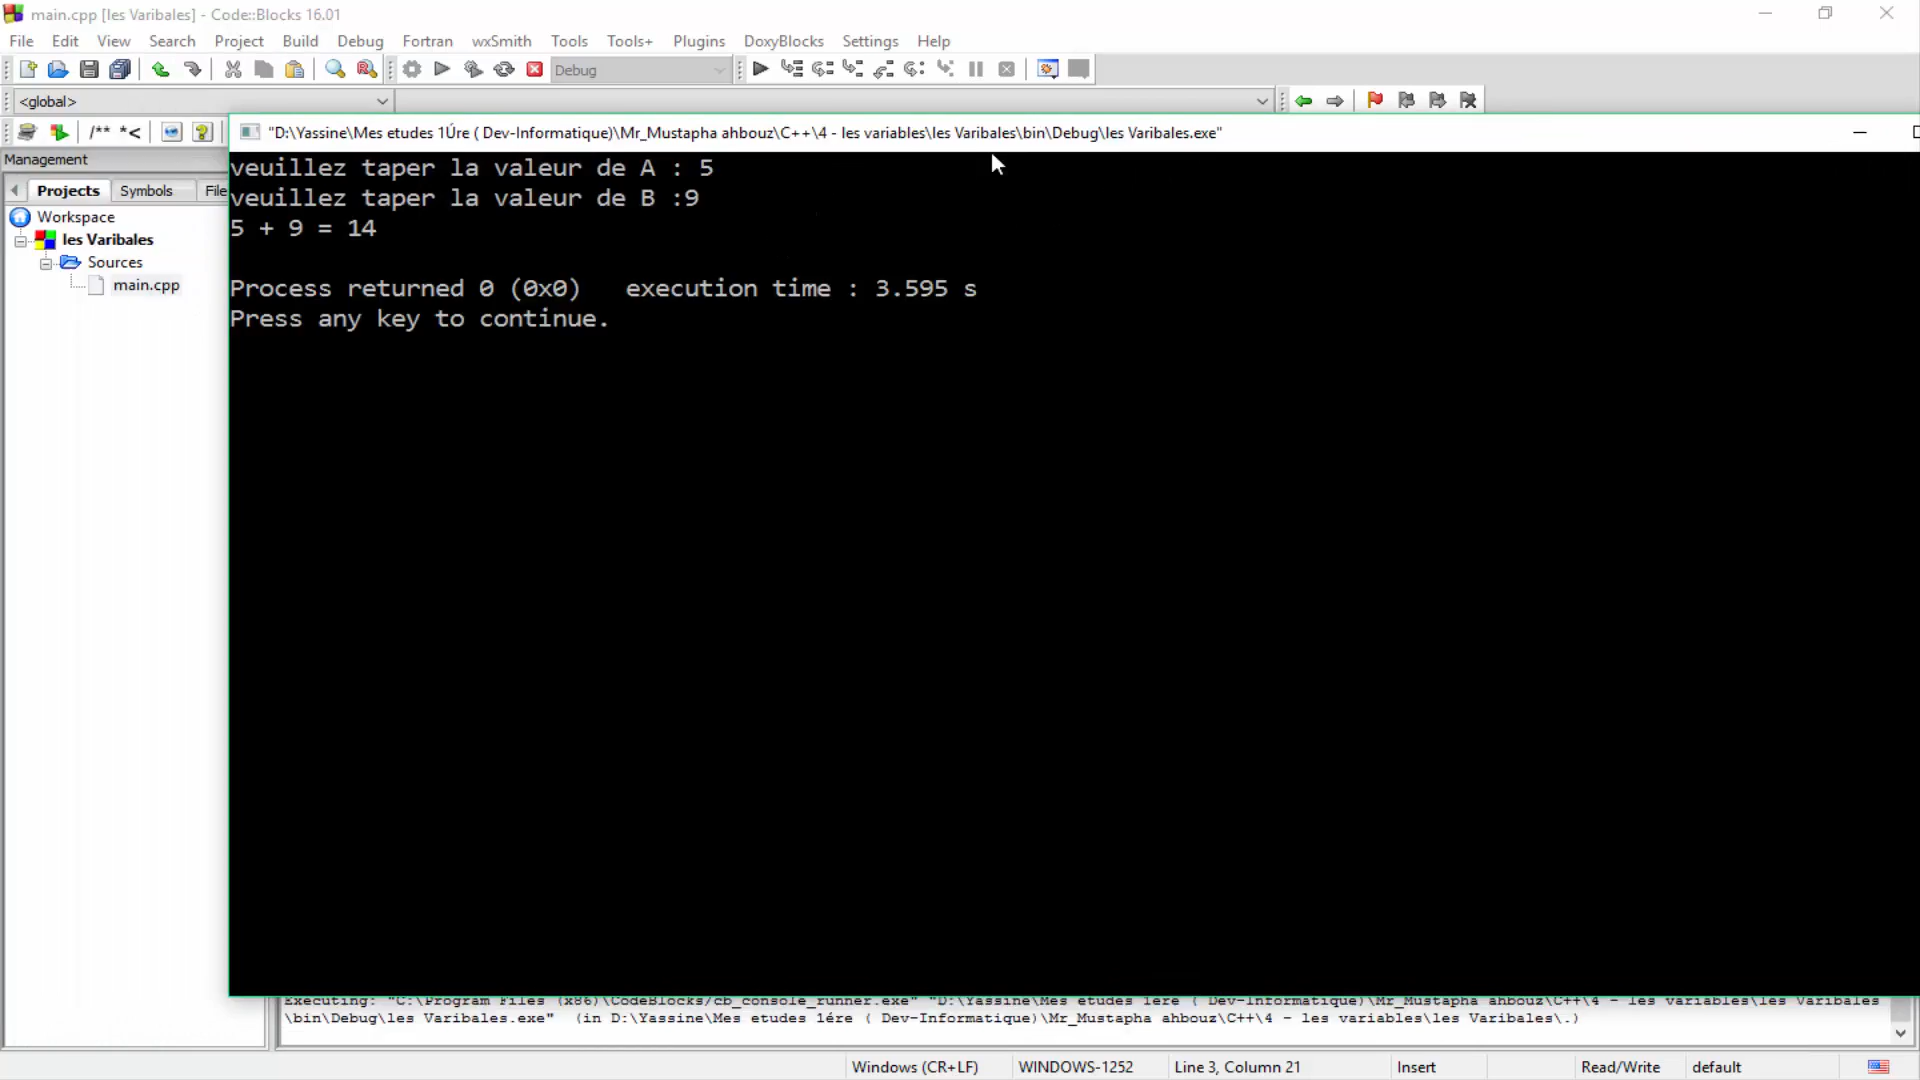 main.cpp [les Varibales] - Code::Blocks 16.01
File Edit View Search Project Build Debug Fortran wxSmith Tools Tools+ Plugins DoxyBlocks Settings Help
Debug
<global>
/** *<
"D:\Yassine\Mes etudes 1Úre ( Dev-Informatique)\Mr_Mustapha ahbouz\C++\4 - les variables\les Varibales\bin\Debug\les Varibales.exe"
Management
Projects Symbols File
Workspace
les Varibales
Sources
main.cpp
veuillez taper la valeur de A : 5
veuillez taper la valeur de B :9
5 + 9 = 14
Process returned 0 (0x0)   execution time : 3.595 s
Press any key to continue.
Executing: "C:\Program Files (x86)\CodeBlocks/cb_console_runner.exe" "D:\Yassine\Mes etudes 1ére ( Dev-Informatique)\Mr_Mustapha ahbouz\C++\4 - les variables\les Varibales
\bin\Debug\les Varibales.exe"  (in D:\Yassine\Mes etudes 1ére ( Dev-Informatique)\Mr_Mustapha ahbouz\C++\4 - les variables\les Varibales\.)
Windows (CR+LF) WINDOWS-1252 Line 3, Column 21 Insert Read/Write default